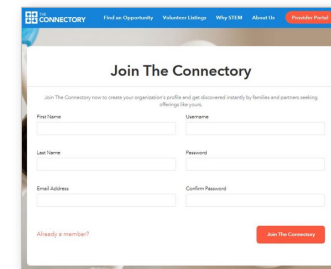 THE
CONNECTORY
Find an Opportunity Volunteer Listings Why STEM About Us Provider Portal
Join The Connectory
Join The Connectory now to create your organization's profile and get discovered instantly by families and partners seeking
offerings like yours.
First Name Username
Last Name Password
Email Address Confirm Password
Already a member? Join The Connectory